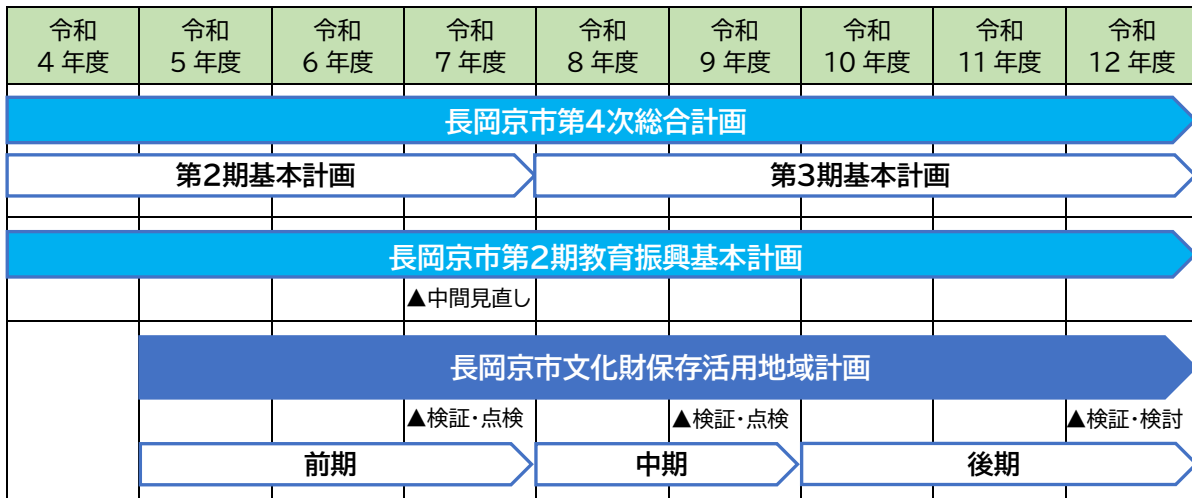 令和 令和 令和 令和 令和 令和 令和 令和 令和
4 年度 5 年度 6 年度 7 年度 8 年度 9 年度 10 年度 11 年度 12 年度
長岡京市第4次総合計画
第2期基本計画 第3期基本計画
長岡京市第2期教育振興基本計画
▲中間見直し
長岡京市文化財保存活用地域計画
▲検証・点検 ▲検証・点検 ▲検証・検討
前期 中期 後期